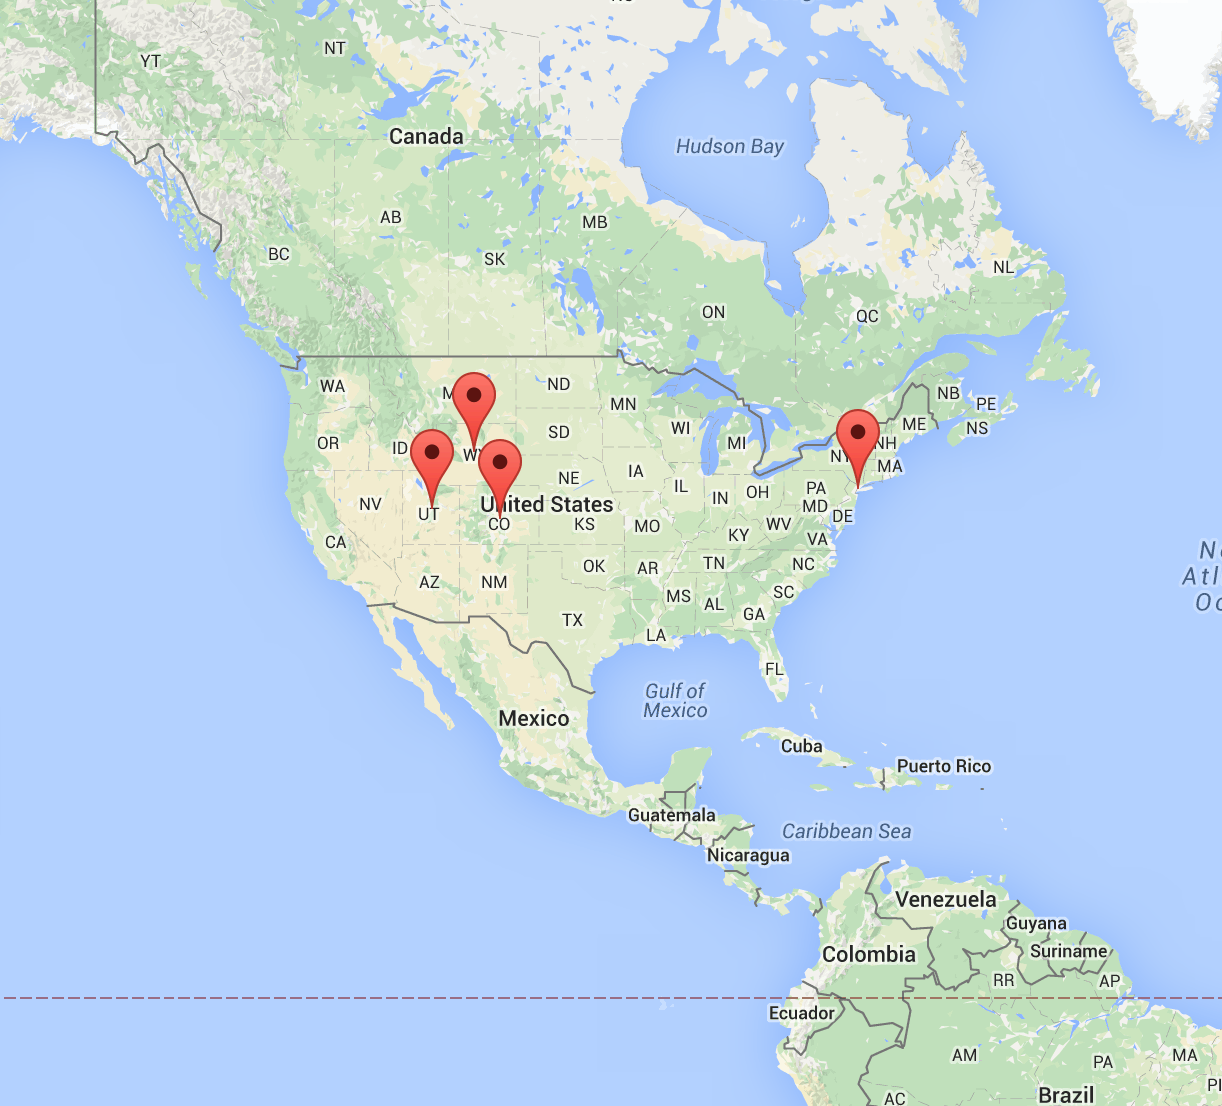 YT
NT
Canada
Hudson Bay
AB
MB
BC
SK
NL
ON
QC
WA
ND
NB
PE
MN
NS
OR
ID
SD
WI
MI
ME
NH
NY
MA
WY
IA
NE
IL
IN
OH
PA
NV
UT
United States
MD
DE
CO
KS
MO
WV
KY
VA
CA
OK
AR
TN
NC
AZ
NM
MS
AL
SC
GA
TX
LA
FL
Gulf of
Mexico
Mexico
Cuba
Puerto Rico
Guatemala
Caribbean Sea
Nicaragua
Venezuela
Guyana
Colombia
Suriname
RR
AP
Ecuador
AM
PA
MA
AC
Brazil